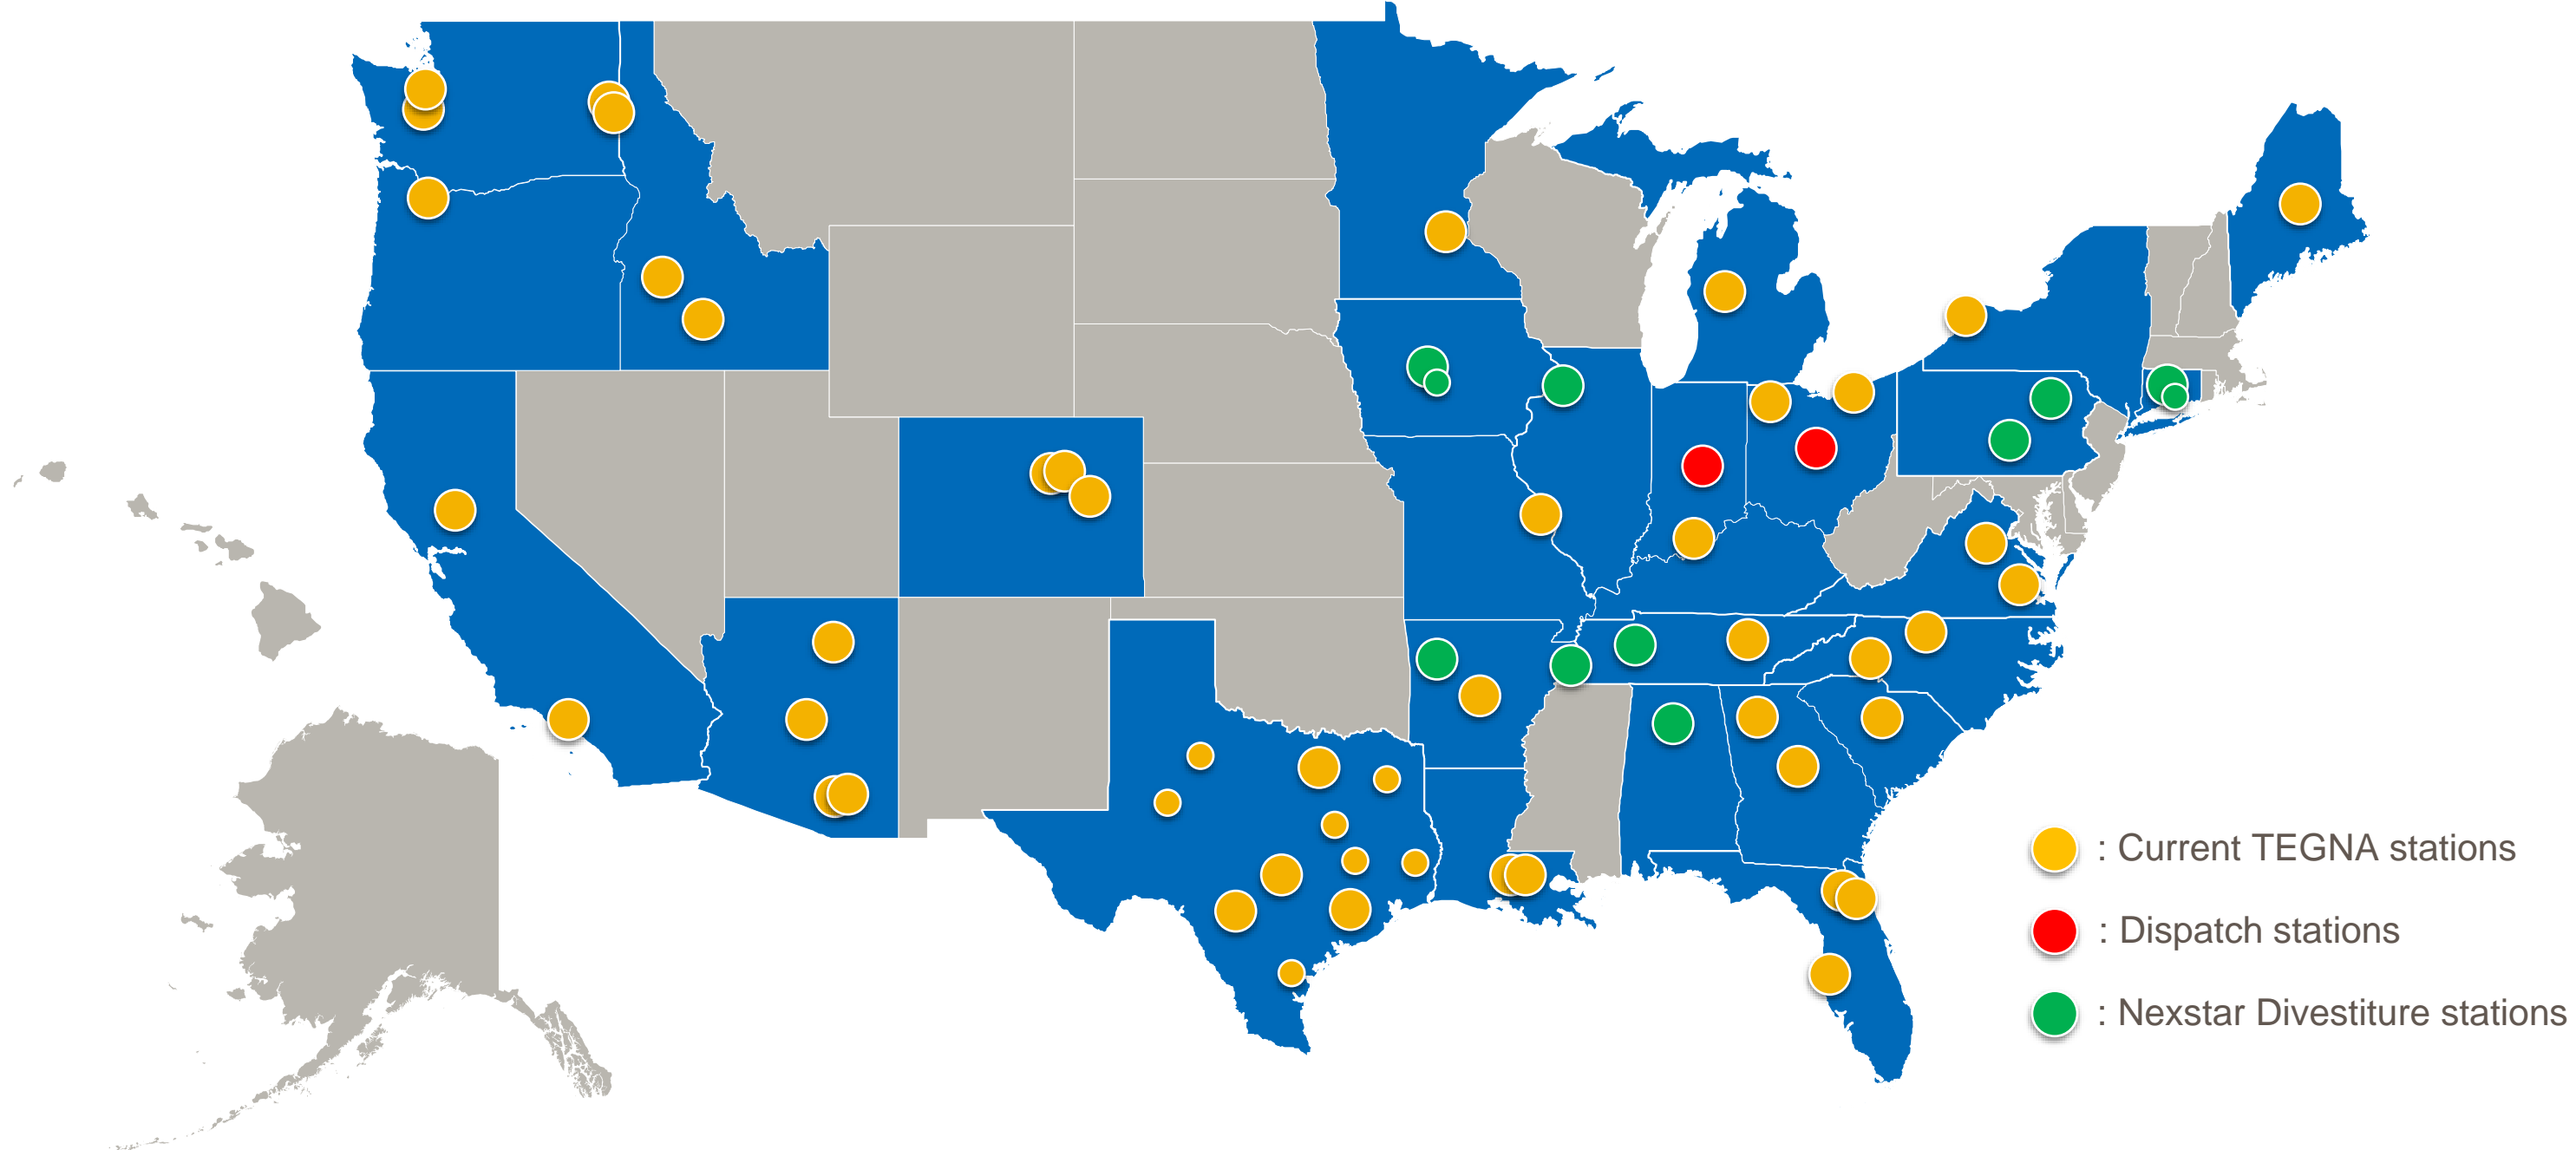 : Current TEGNA stations
: Dispatch stations
: Nexstar Divestiture stations